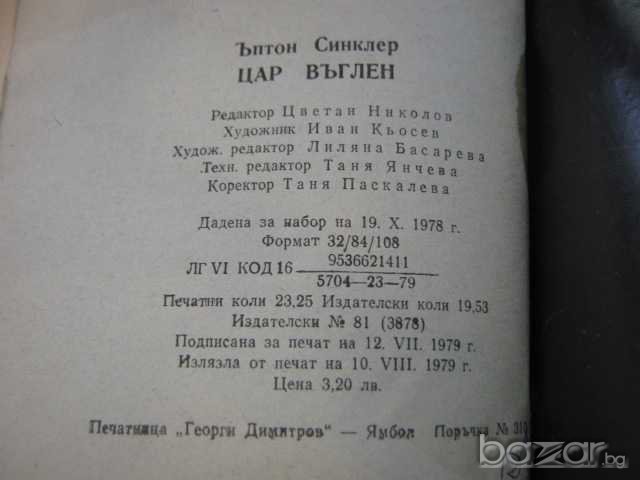 Ъптон Синклер
ЦАР ВЪГЛЕН
Редактор Цветан Николов
Художник Иван Кьосев
Худож. редактор Лиляна Басарева
Техн. редактор Таня Янчева
Коректор Таня Паскалева
Дадена за набор на 19. X. 1978 г.
Формат 32/84/108
ЛГ VI КОД 16 9536621411
5704—23—79
Печатни коли 23,25 Издателски коли 19,53
Издателски № 81 (3878)
Подписана за печат на 12. VII. 1979 г.
Излязла от печат на 10. VIII. 1979 г.
Цена 3,20 лв.
Печатница „Георги Димитров“ — Ямбол Поръчка №
bazar.bg